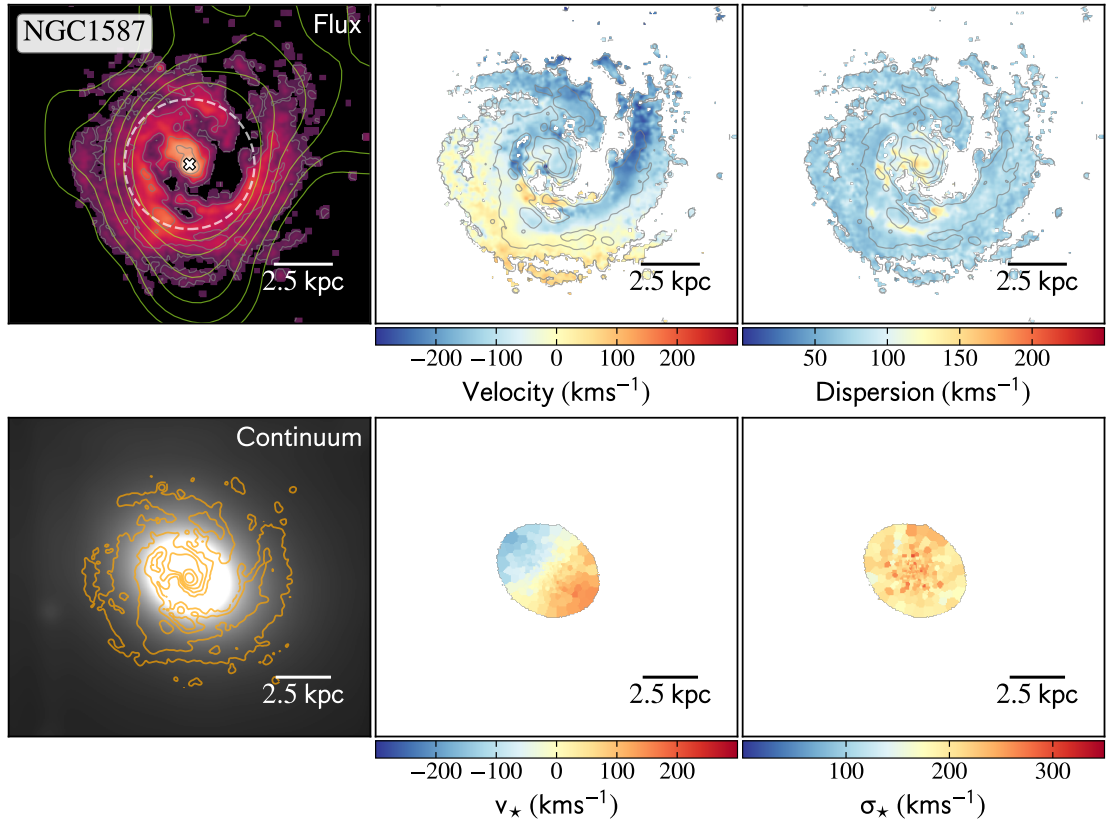 NGC1587
Flux
2.5 kpc
2.5 kpc
2.5 kpc
−200 −100 0 100 200
Velocity (kms⁻¹)
50 100 150 200
Dispersion (kms⁻¹)
Continuum
2.5 kpc
2.5 kpc
2.5 kpc
−200 −100 0 100 200
v⋆ (kms⁻¹)
100 200 300
σ⋆ (kms⁻¹)